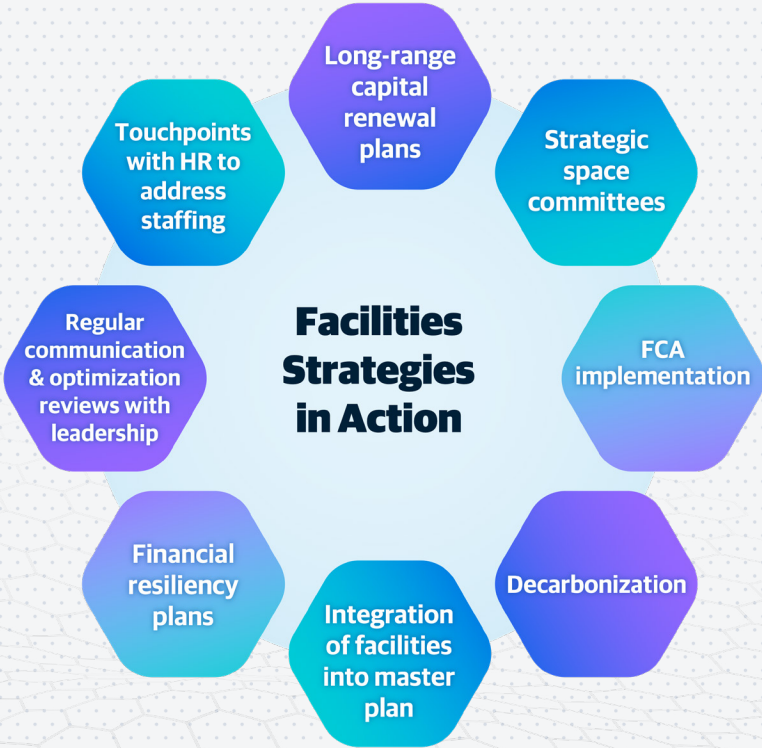 Facilities
Strategies
in Action
Long-range
capital
renewal
plans
Strategic
space
committees
FCA
implementation
Decarbonization
Integration
of facilities
into master
plan
Financial
resiliency
plans
Regular
communication
& optimization
reviews with
leadership
Touchpoints
with HR to
address
staffing